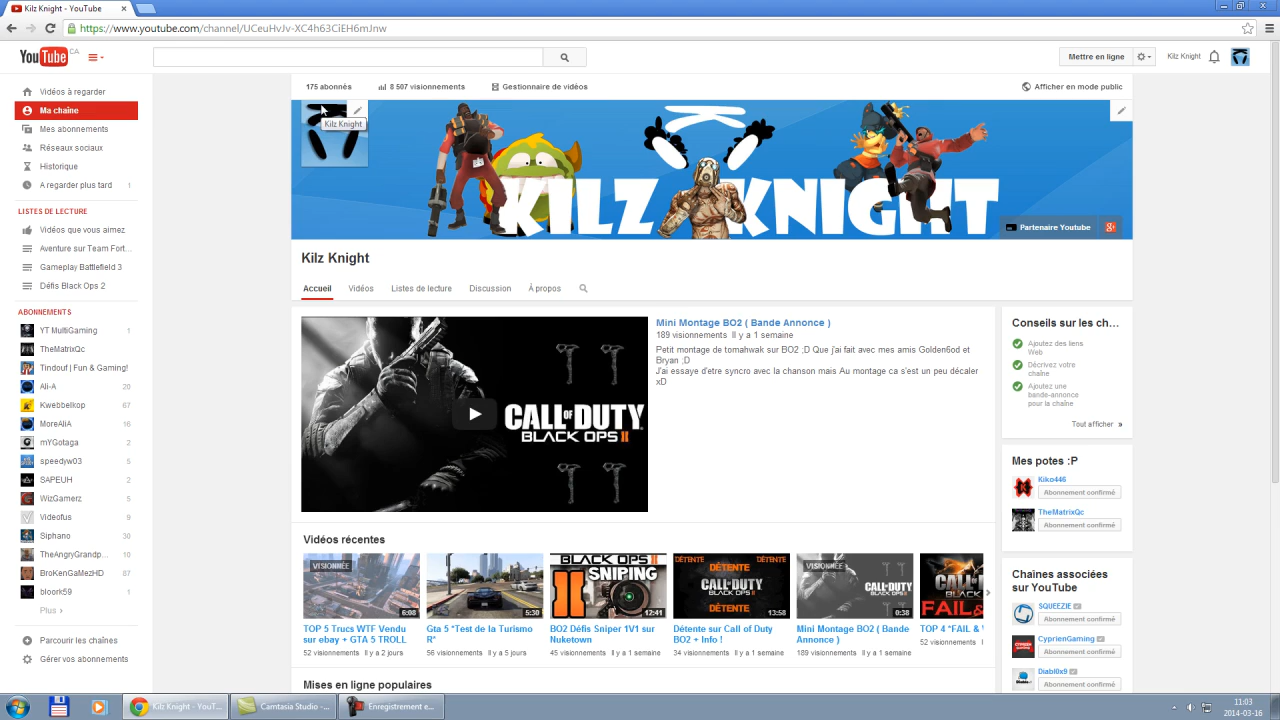 Kilz Knight - YouTube
https://www.youtube.com/channel/UCeuHvJv-XC4h63CiEH6mJnw
YouTube CA
Mettre en ligne
Kilz Knight
175 abonnés
8 507 visionnements
Gestionnaire de vidéos
Afficher en mode public
Vidéos à regarder
Ma chaîne
Mes abonnements
Réseaux sociaux
Historique
A regarder plus tard 1
LISTES DE LECTURE
Vidéos que vous aimez
Aventure sur Team Fort...
Gameplay Battlefield 3
Défis Black Ops 2
ABONNEMENTS
YT MultiGaming 1
TheMatrixQc
Tindouf | Fun & Gaming!
Ali-A 20
Kwebbelkop 67
MoreAliA 16
mYGotaga 2
speedyw03 5
SAPEUH 2
WizGamerz 5
Videofus 9
Siphano 30
TheAngryGrandp... 10
BroKenGaMezHD 87
bloork59 1
Plus ›
Parcourir les chaînes
Gérer vos abonnements
Kilz Knight
KILZ KNIGHT
Partenaire Youtube
Kilz Knight
Accueil
Vidéos
Listes de lecture
Discussion
À propos
CALL OF DUTY
BLACK OPS II
Mini Montage BO2 ( Bande Annonce )
189 visionnements Il y a 1 semaine
Petit montage de tomahwak sur BO2 ;D Que j'ai fait avec mes amis Golden6od et
Bryan ;D
J'ai essaye d'etre syncro avec la chanson mais Au montage ca s'est un peu décaler
xD
Vidéos récentes
VISIONNÉE
6:08
TOP 5 Trucs WTF Vendu
sur ebay + GTA 5 TROLL
52 visionnements Il y a 2 jours
5:30
Gta 5 *Test de la Turismo
R*
56 visionnements Il y a 5 jours
BLACK OPS II
SNIPING
12:41
BO2 Défis Sniper 1V1 sur
Nuketown
45 visionnements Il y a 1 semaine
DÉTENTE DÉTENTE DÉTENTE
CALL OF DUTY
DÉTENTE
13:58
Détente sur Call of Duty
BO2 + Info !
34 visionnements Il y a 1 semaine
VISIONNÉE
CALL OF DUTY
0:38
Mini Montage BO2 ( Bande
Annonce )
189 visionnements Il y a 1 semaine
BLACK
FAIL &
TOP 4 *FAIL &
52 visionnements
Mises en ligne populaires
Conseils sur les ch...
Ajoutez des liens
Web
Décrivez votre
chaîne
Ajoutez une
bande-annonce
pour la chaîne
Tout afficher »
Mes potes :P
Kiko446
Abonnement confirmé
TheMatrixQc
Abonnement confirmé
Chaînes associées
sur YouTube
SQUEEZIE
Abonnement confirmé
CyprienGaming
Abonnement confirmé
Diabl0x9
Abonnement confirmé
Kilz Knight - YouT...
Camtasia Studio -...
Enregistrement e...
11:03
2014-03-16